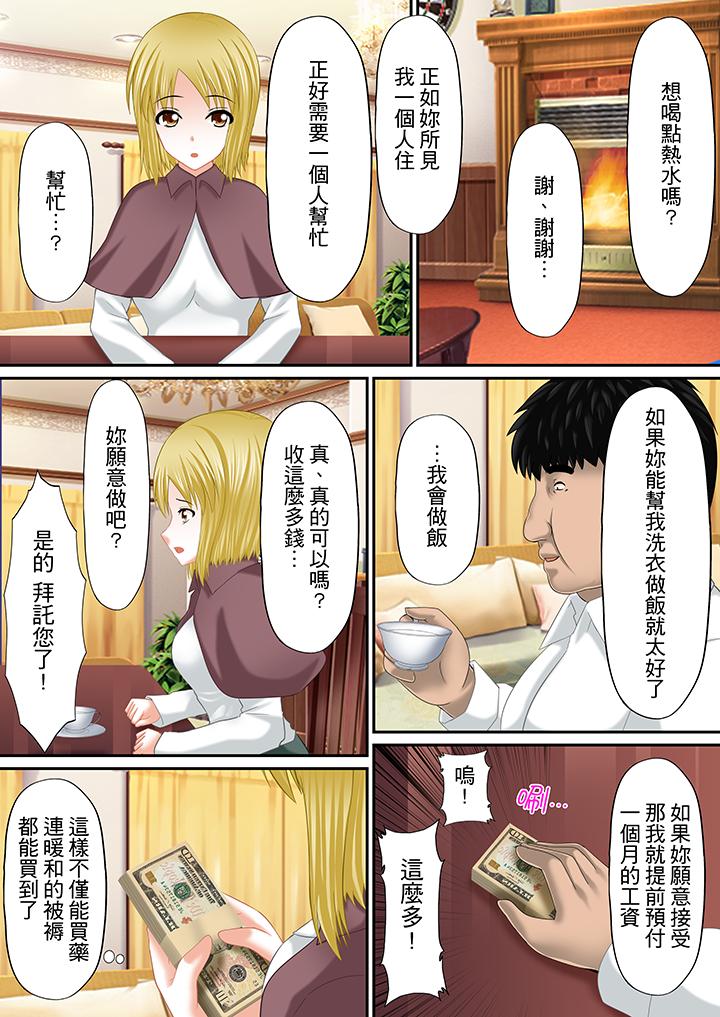 想喝點熱水嗎？
謝、謝謝…
正如妳所見
我一個人住
正好需要一個人幫忙
幫忙…？
如果妳能幫我洗衣做飯就太好了
…我會做飯
真、真的可以嗎？
收這麼多錢…
妳願意做吧？
是的 拜託您了！
如果妳願意接受
那我就提前預付
一個月的工資
唰…
嗚！
這麼多！
這樣不僅能買藥
連暖和的被褥
都能買到了